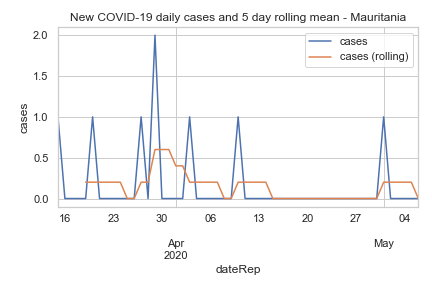 New COVID-19 daily cases and 5 day rolling mean - Mauritania
cases
cases (rolling)
cases
2.0
1.5
1.0
0.5
0.0
16 23 30 06 13 20 27 04
Apr May
2020
dateRep